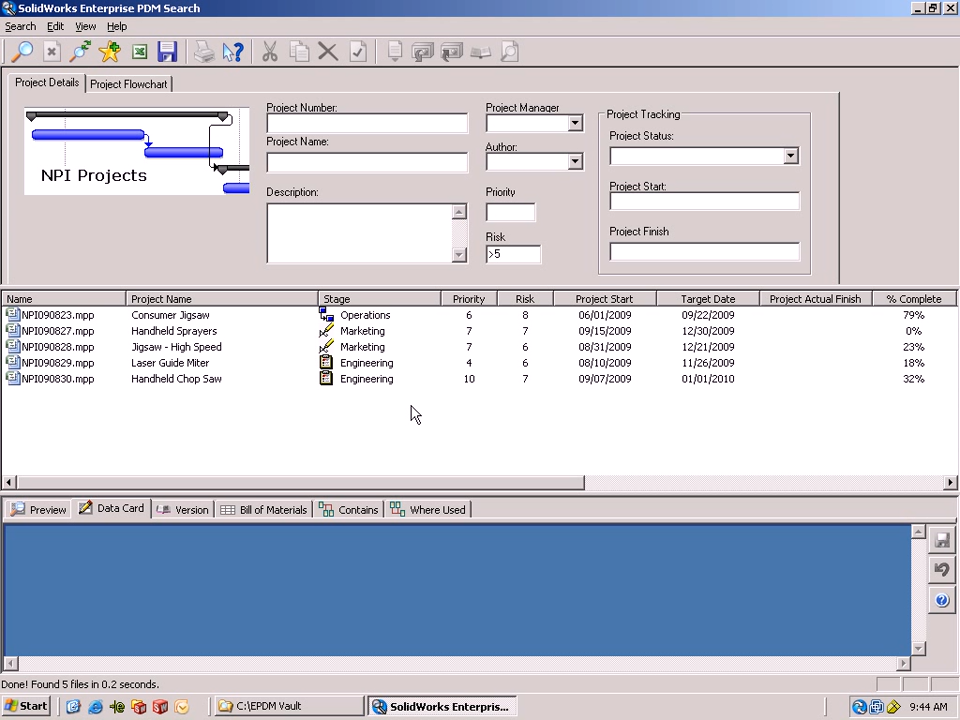 SolidWorks Enterprise PDM Search
Search Edit View Help
Project Details Project Flowchart
NPI Projects
Project Number:
Project Name:
Description:
Project Manager
Author:
Priority
Risk
>5
Project Tracking
Project Status:
Project Start:
Project Finish
Name Project Name Stage Priority Risk Project Start Target Date Project Actual Finish % Complete
NPI090823.mpp Consumer Jigsaw Operations 6 8 06/01/2009 09/22/2009 79%
NPI090827.mpp Handheld Sprayers Marketing 7 7 09/15/2009 12/30/2009 0%
NPI090828.mpp Jigsaw - High Speed Marketing 7 6 08/31/2009 12/21/2009 23%
NPI090829.mpp Laser Guide Miter Engineering 4 6 08/10/2009 11/26/2009 18%
NPI090830.mpp Handheld Chop Saw Engineering 10 7 09/07/2009 01/01/2010 32%
Preview Data Card Version Bill of Materials Contains Where Used
Done! Found 5 files in 0.2 seconds.
Start C:\EPDM Vault SolidWorks Enterpris... 9:44 AM